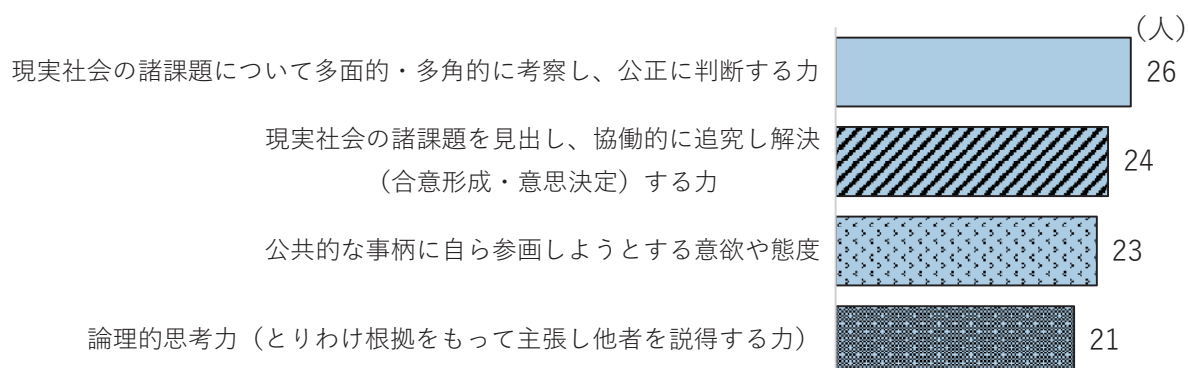 （人）
現実社会の諸課題について多面的・多角的に考察し、公正に判断する力
26
現実社会の諸課題を見出し、協働的に追究し解決
（合意形成・意思決定）する力
24
公共的な事柄に自ら参画しようとする意欲や態度
23
論理的思考力（とりわけ根拠をもって主張し他者を説得する力）
21